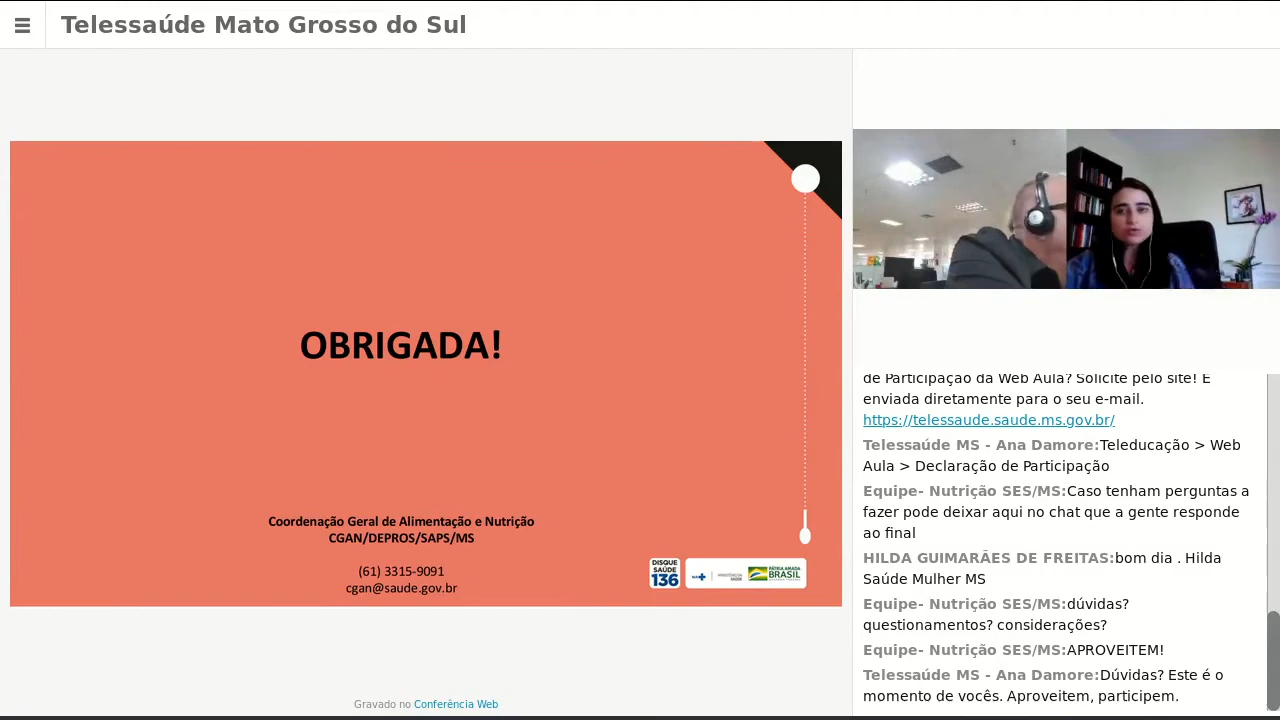 Telessaúde Mato Grosso do Sul
OBRIGADA!
Coordenação Geral de Alimentação e Nutrição
CGAN/DEPROS/SAPS/MS
(61) 3315-9091
cgan@saude.gov.br
DISQUE
SAÚDE
136
PÁTRIA AMADA
BRASIL
Gravado no Conferência Web
de Participação da Web Aula? Solicite pelo site! E
enviada diretamente para o seu e-mail.
https://telessaude.saude.ms.gov.br/
Telessaúde MS - Ana Damore:Teleducação > Web
Aula > Declaração de Participação
Equipe- Nutrição SES/MS:Caso tenham perguntas a
fazer pode deixar aqui no chat que a gente responde
ao final
HILDA GUIMARÃES DE FREITAS:bom dia . Hilda
Saúde Mulher MS
Equipe- Nutrição SES/MS:dúvidas?
questionamentos? considerações?
Equipe- Nutrição SES/MS:APROVEITEM!
Telessaúde MS - Ana Damore:Dúvidas? Este é o
momento de vocês. Aproveitem, participem.